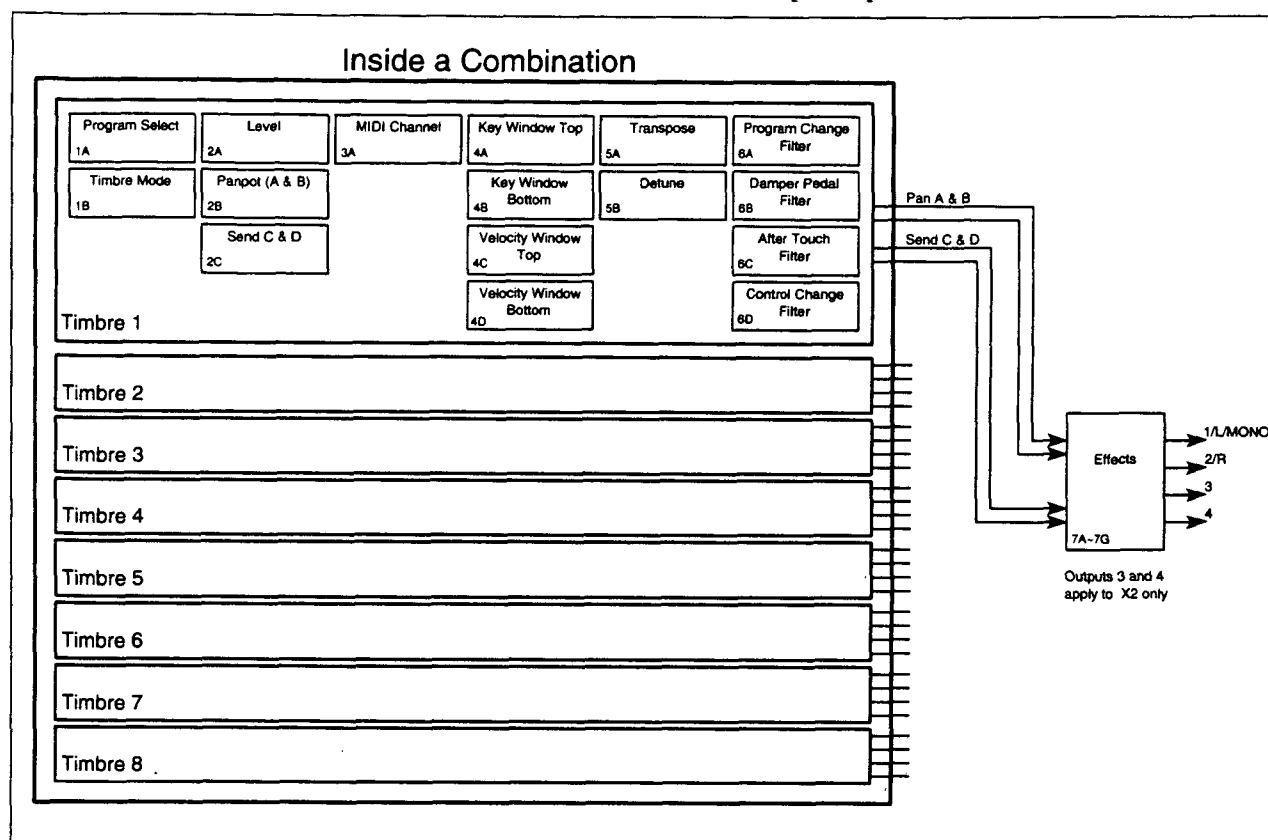 Inside a Combination
Program Select
1A
Level
2A
MIDI Channel
3A
Key Window Top
4A
Transpose
5A
Program Change
Filter
6A
Timbre Mode
1B
Panpot (A & B)
2B
Key Window
Bottom
4B
Detune
5B
Damper Pedal
Filter
6B
Send C & D
2C
Velocity Window
Top
4C
After Touch
Filter
6C
Velocity Window
Bottom
4D
Control Change
Filter
6D
Timbre 1
Pan A & B
Send C & D
Timbre 2
Timbre 3
Timbre 4
Timbre 5
Timbre 6
Timbre 7
Timbre 8
Effects
7A~7G
1/L/MONO
2/R
3
4
Outputs 3 and 4
apply to X2 only